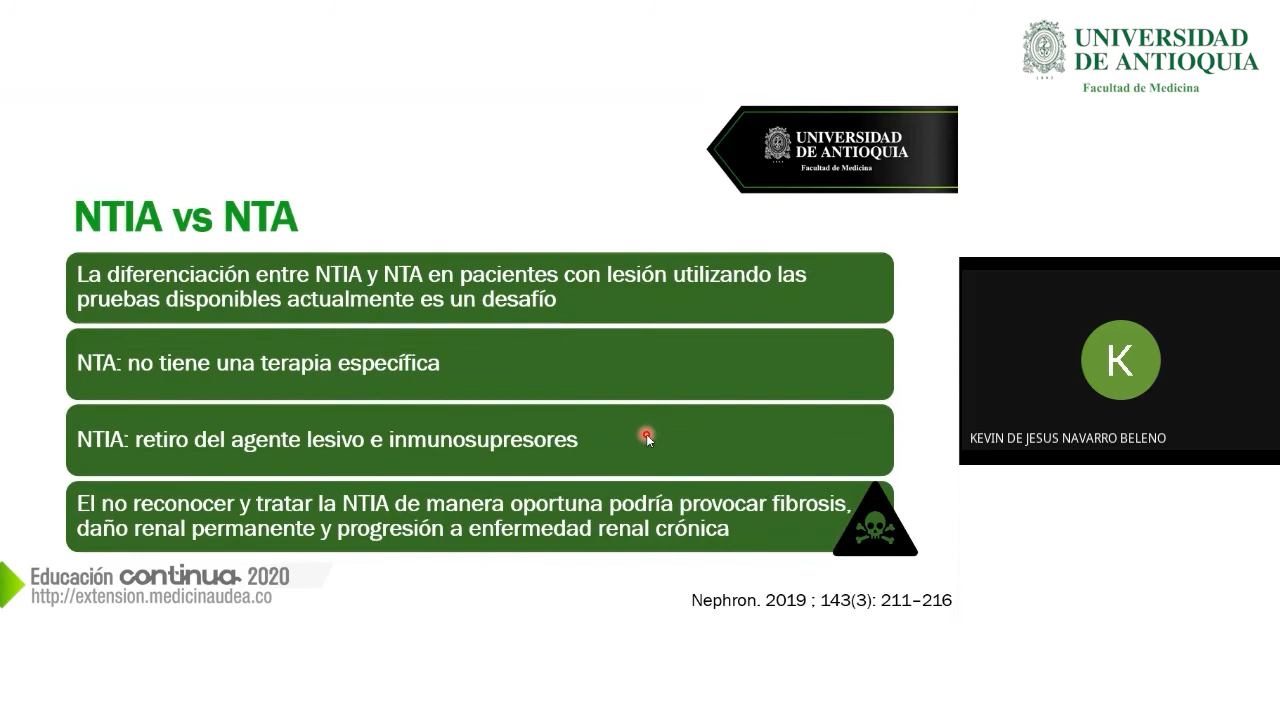 UNIVERSIDAD
DE ANTIOQUIA
1803
Facultad de Medicina
UNIVERSIDAD
DE ANTIOQUIA
Facultad de Medicina
NTIA vs NTA
La diferenciación entre NTIA y NTA en pacientes con lesión utilizando las
pruebas disponibles actualmente es un desafío
NTA: no tiene una terapia específica
NTIA: retiro del agente lesivo e inmunosupresores
El no reconocer y tratar la NTIA de manera oportuna podría provocar fibrosis,
daño renal permanente y progresión a enfermedad renal crónica
K
KEVIN DE JESUS NAVARRO BELENO
Educación continua 2020
http://extension.medicinaudea.co
Nephron. 2019 ; 143(3): 211–216